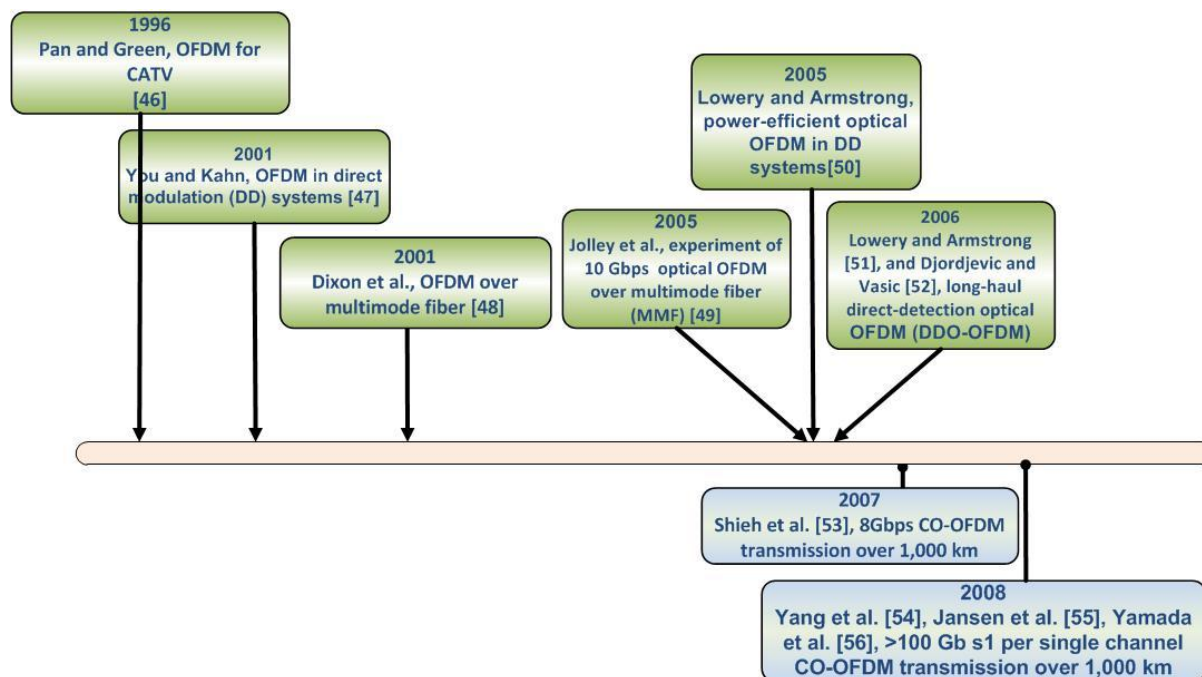 1996
Pan and Green, OFDM for
CATV
[46]
2001
You and Kahn, OFDM in direct
modulation (DD) systems [47]
2001
Dixon et al., OFDM over
multimode fiber [48]
2005
Jolley et al., experiment of
10 Gbps optical OFDM
over multimode fiber
(MMF) [49]
2005
Lowery and Armstrong,
power-efficient optical
OFDM in DD
systems[50]
2006
Lowery and Armstrong
[51], and Djordjevic and
Vasic [52], long-haul
direct-detection optical
OFDM (DDO-OFDM)
2007
Shieh et al. [53], 8Gbps CO-OFDM
transmission over 1,000 km
2008
Yang et al. [54], Jansen et al. [55], Yamada
et al. [56], >100 Gb s1 per single channel
CO-OFDM transmission over 1,000 km